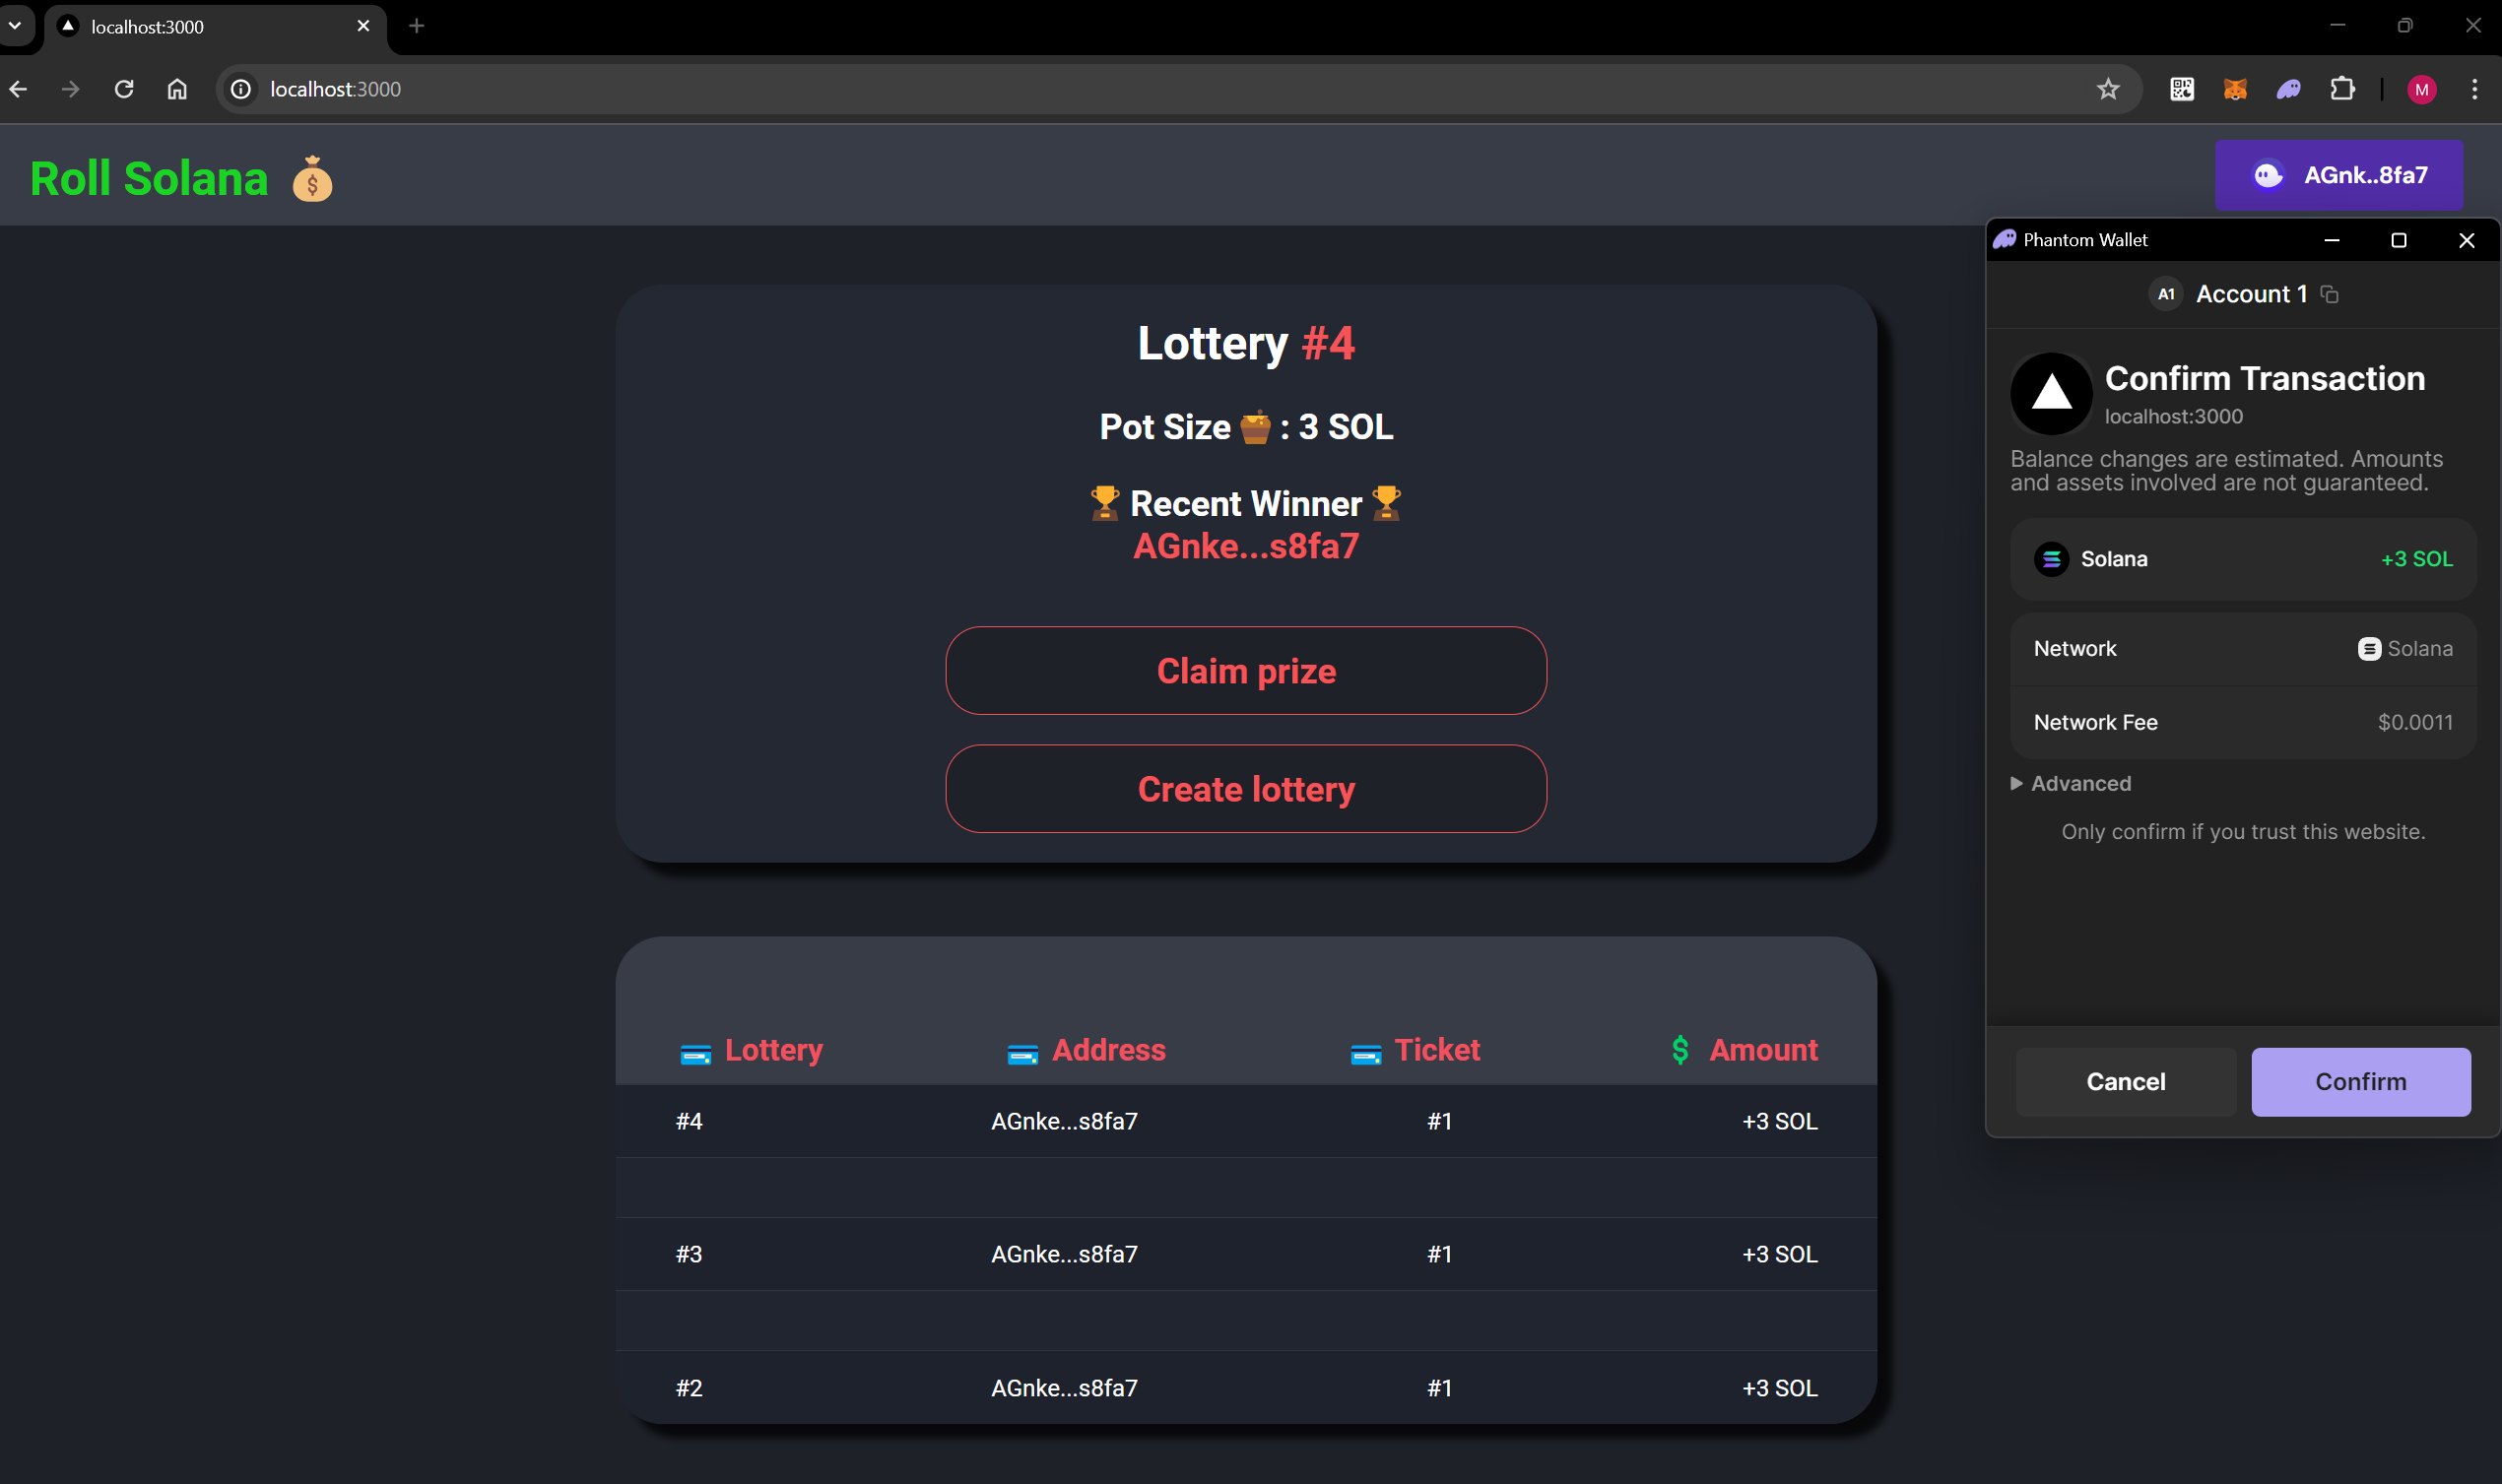 localhost:3000
localhost:3000
M
Roll Solana
AGnk..8fa7
Lottery #4
Pot Size : 3 SOL
Recent Winner
AGnke...s8fa7
Claim prize
Create lottery
Lottery Address Ticket $ Amount
#4 AGnke...s8fa7 #1 +3 SOL
#3 AGnke...s8fa7 #1 +3 SOL
#2 AGnke...s8fa7 #1 +3 SOL
Phantom Wallet
A1 Account 1
Confirm Transaction
localhost:3000
Balance changes are estimated. Amounts
and assets involved are not guaranteed.
Solana +3 SOL
Network Solana
Network Fee $0.0011
Advanced
Only confirm if you trust this website.
Cancel Confirm